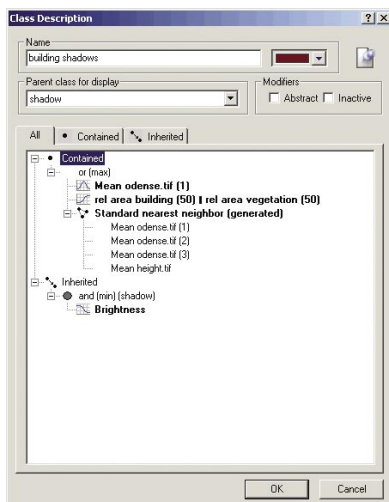 Class Description
Name
building shadows
Parent class for display
shadow
Modifiers
Abstract Inactive
All Contained Inherited
Contained
or (max)
Mean odense.tif (1)
rel area building (50) | rel area vegetation (50)
Standard nearest neighbor (generated)
Mean odense.tif (1)
Mean odense.tif (2)
Mean odense.tif (3)
Mean height.tif
Inherited
and (min) (shadow)
Brightness
OK Cancel